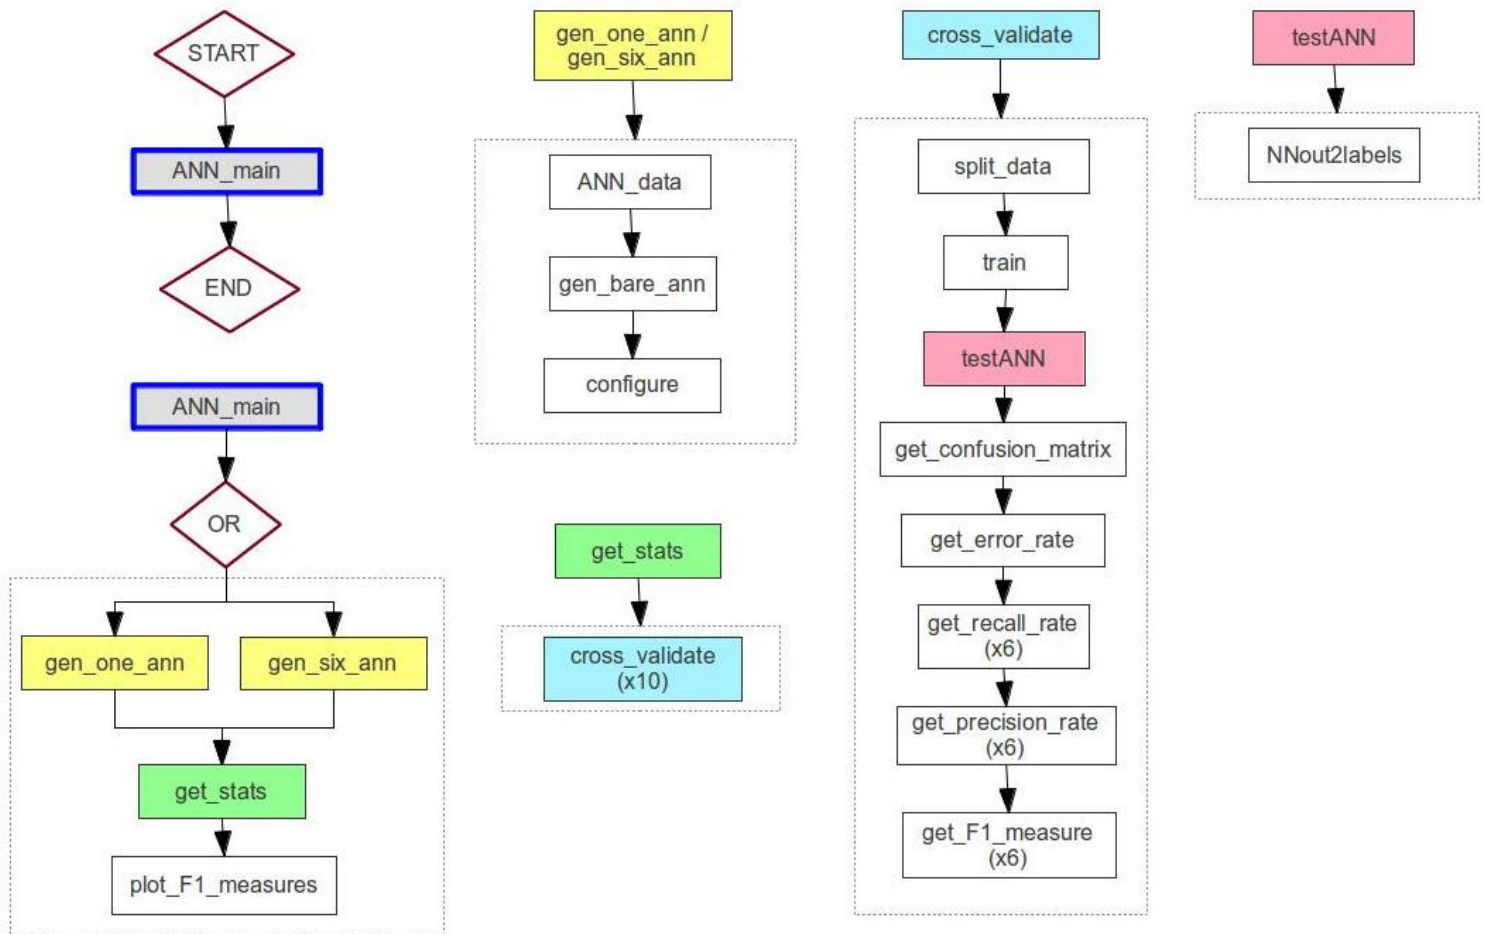 START
ANN_main
END
ANN_main
OR
gen_one_ann
gen_six_ann
get_stats
plot_F1_measures
gen_one_ann /
gen_six_ann
ANN_data
gen_bare_ann
configure
get_stats
cross_validate
(x10)
cross_validate
split_data
train
testANN
get_confusion_matrix
get_error_rate
get_recall_rate
(x6)
get_precision_rate
(x6)
get_F1_measure
(x6)
testANN
NNout2labels